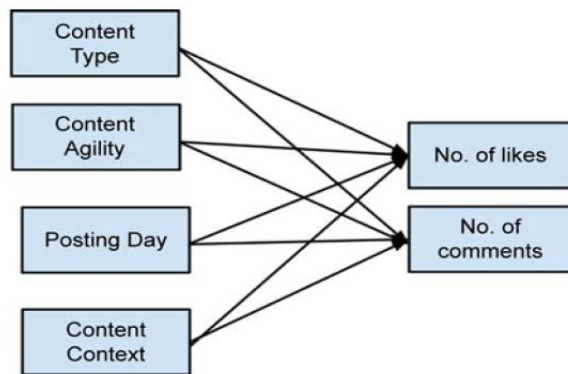 Content
Type
Content
Agility
Posting Day
Content
Context
No. of likes
No. of
comments